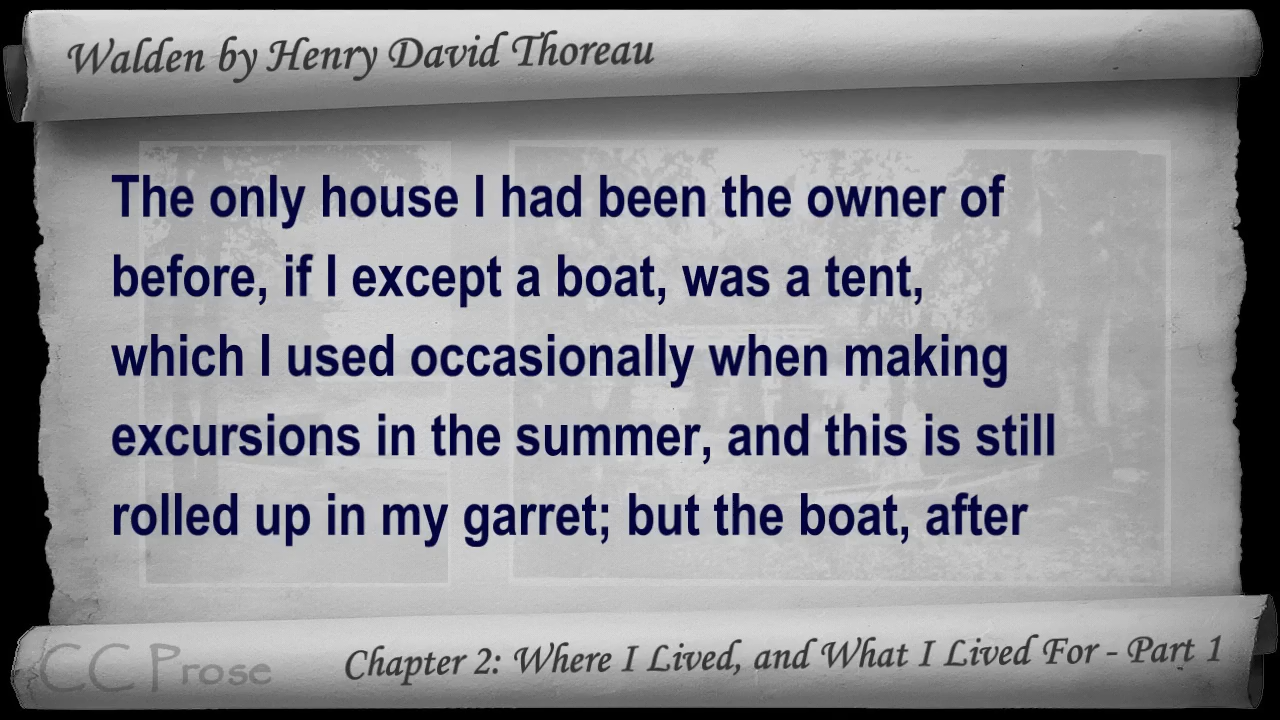 Walden by Henry David Thoreau
The only house I had been the owner of
before, if I except a boat, was a tent,
which I used occasionally when making
excursions in the summer, and this is still
rolled up in my garret; but the boat, after
CC Prose
Chapter 2: Where I Lived, and What I Lived For - Part 1